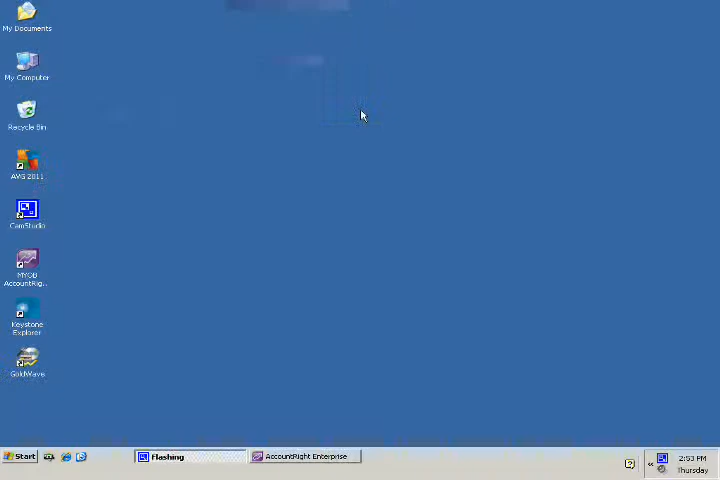 My Documents
My Computer
Recycle Bin
AVG 2011
CamStudio
MYOB
AccountRig..
Keystone
Explorer
GoldWave
Start
Flashing
AccountRight Enterprise
?
«
2:53 PM
Thursday